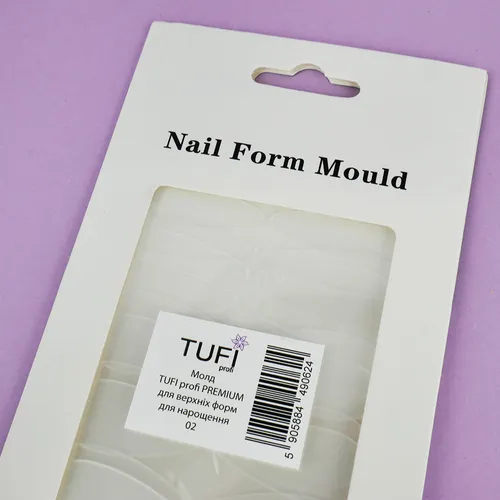 Nail Form Mould
TUFI
profi
Молд
TUFI profi PREMIUM
для верхніх форм
для нарощення
02
5 905884 490624